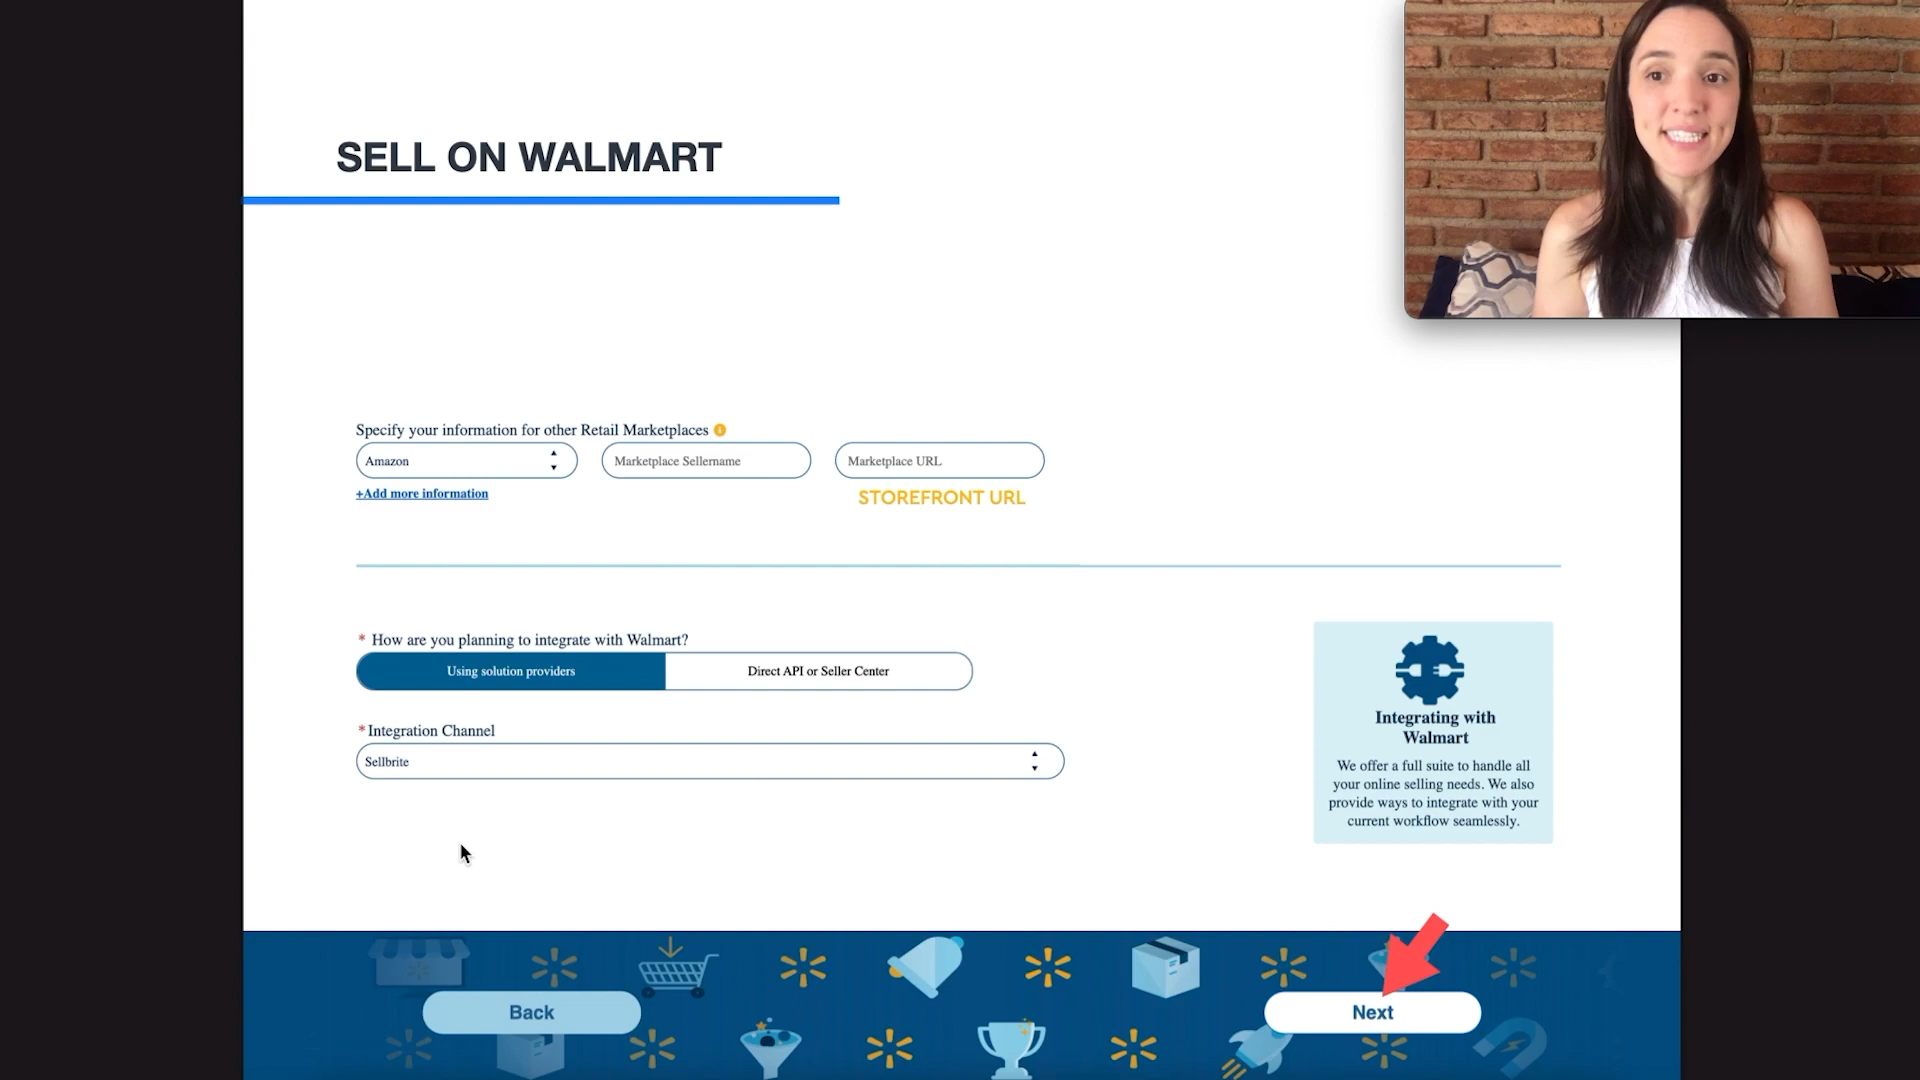 SELL ON WALMART
Specify your information for other Retail Marketplaces
Amazon
Marketplace Sellername
Marketplace URL
+Add more information
STOREFRONT URL
* How are you planning to integrate with Walmart?
Using solution providers
Direct API or Seller Center
*Integration Channel
Sellbrite
Integrating with
Walmart
We offer a full suite to handle all
your online selling needs. We also
provide ways to integrate with your
current workflow seamlessly.
Back
Next